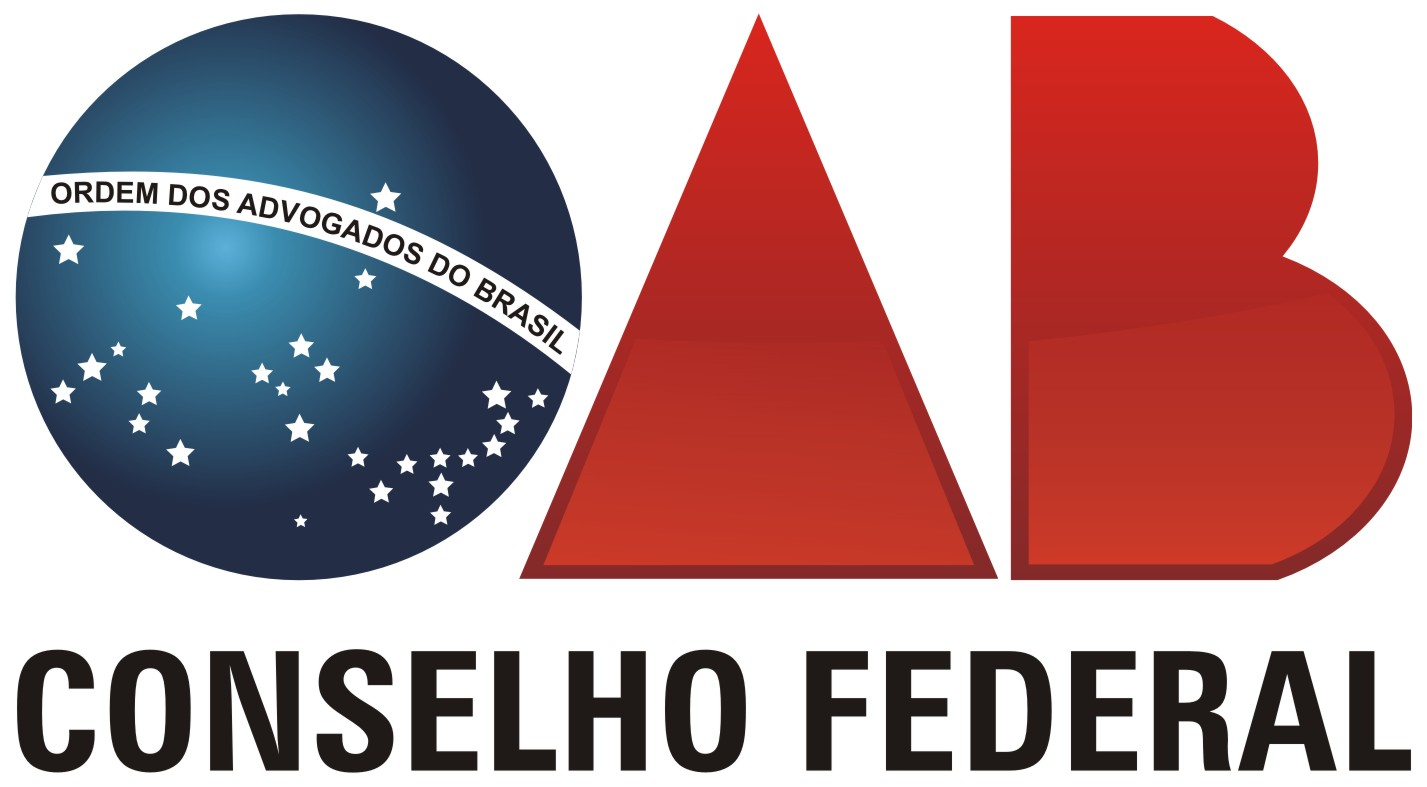 OAB
ORDEM DOS ADVOGADOS DO BRASIL
CONSELHO FEDERAL